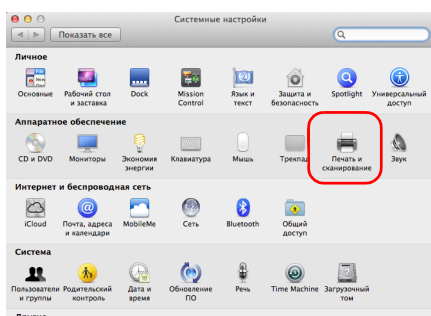 Системные настройки
Показать все
Личное
Основные Рабочий стол и заставка Dock Mission Control Язык и текст Защита и безопасность Spotlight Универсальный доступ
Аппаратное обеспечение
CD и DVD Мониторы Экономия энергии Клавиатура Мышь Трекпад Печать и сканирование Звук
Интернет и беспроводная сеть
iCloud Почта, адреса и календари MobileMe Сеть Bluetooth Общий доступ
Система
Пользователи и группы Родительский контроль Дата и время Обновление ПО Речь Time Machine Загрузочный том
Другие